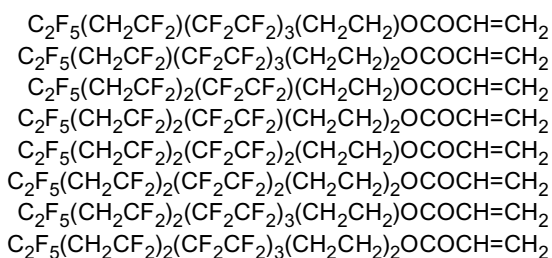 C₂F₅(CH₂CF₂)(CF₂CF₂)₃(CH₂CH₂)OCOCH=CH₂
C₂F₅(CH₂CF₂)(CF₂CF₂)₃(CH₂CH₂)₂OCOCH=CH₂
C₂F₅(CH₂CF₂)₂(CF₂CF₂)(CH₂CH₂)OCOCH=CH₂
C₂F₅(CH₂CF₂)₂(CF₂CF₂)(CH₂CH₂)₂OCOCH=CH₂
C₂F₅(CH₂CF₂)₂(CF₂CF₂)₂(CH₂CH₂)OCOCH=CH₂
C₂F₅(CH₂CF₂)₂(CF₂CF₂)₂(CH₂CH₂)₂OCOCH=CH₂
C₂F₅(CH₂CF₂)₂(CF₂CF₂)₃(CH₂CH₂)OCOCH=CH₂
C₂F₅(CH₂CF₂)₂(CF₂CF₂)₃(CH₂CH₂)₂OCOCH=CH₂